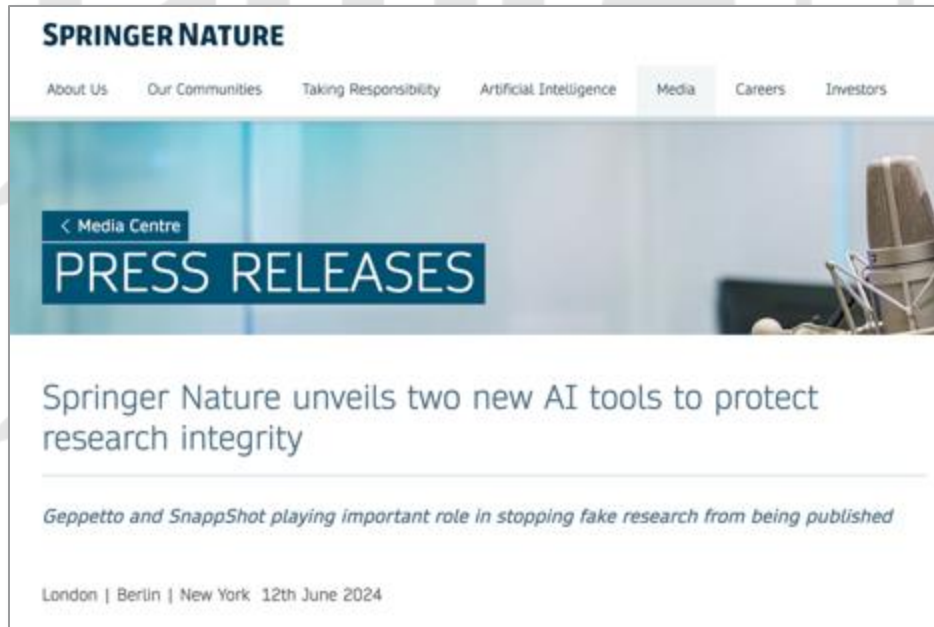 SPRINGER NATURE
About Us Our Communities Taking Responsibility Artificial Intelligence Media Careers Investors
< Media Centre
PRESS RELEASES
Springer Nature unveils two new AI tools to protect
research integrity
Geppetto and SnappShot playing important role in stopping fake research from being published
London | Berlin | New York 12th June 2024